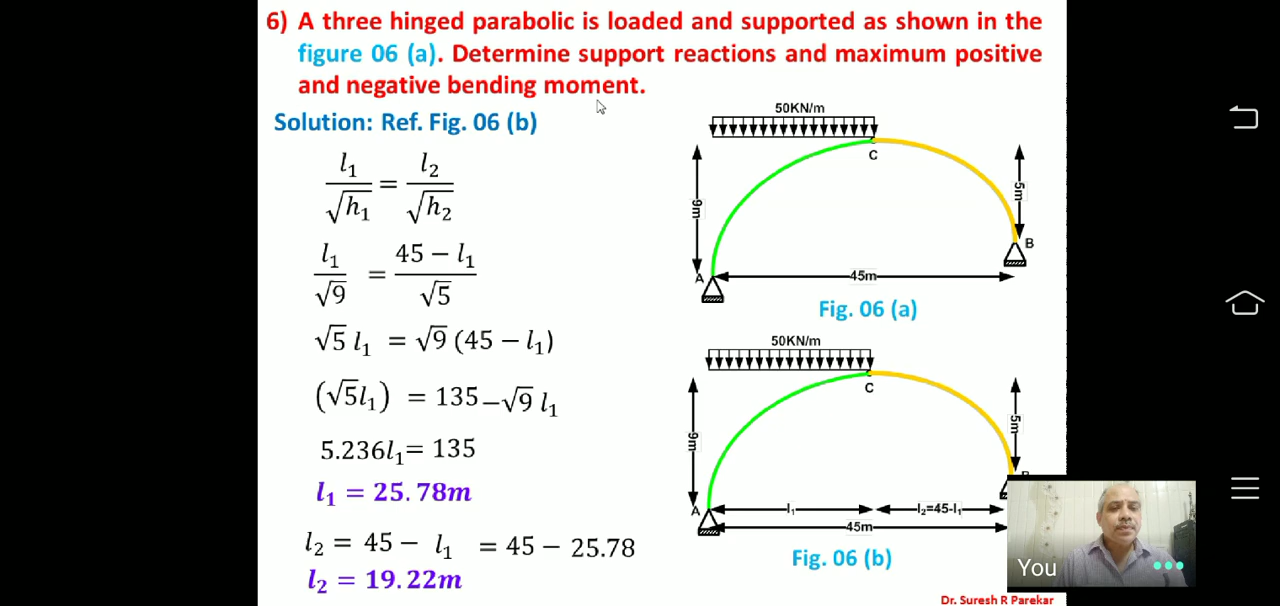 6) A three hinged parabolic is loaded and supported as shown in the
figure 06 (a). Determine support reactions and maximum positive
and negative bending moment.
Solution: Ref. Fig. 06 (b)
l₁/√h₁ = l₂/√h₂
l₁/√9 = 45 − l₁/√5
√5 l₁ = √9 (45 − l₁)
(√5l₁) = 135−√9 l₁
5.236l₁= 135
l₁ = 25.78m
l₂ = 45 − l₁ = 45 − 25.78
l₂ = 19.22m
50KN/m
C
9m
5m
B
A
45m
Fig. 06 (a)
50KN/m
C
9m
5m
A
l₁
l₂=45-l₁
45m
Fig. 06 (b)
You
Dr. Suresh R Parekar